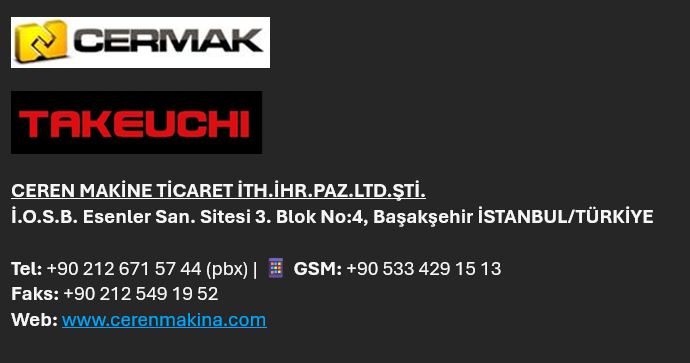 CERMAK
TAKEUCHI
CEREN MAKİNE TİCARET İTH.İHR.PAZ.LTD.ŞTİ.
İ.O.S.B. Esenler San. Sitesi 3. Blok No:4, Başakşehir İSTANBUL/TÜRKİYE
Tel: +90 212 671 57 44 (pbx) | GSM: +90 533 429 15 13
Faks: +90 212 549 19 52
Web: www.cerenmakina.com